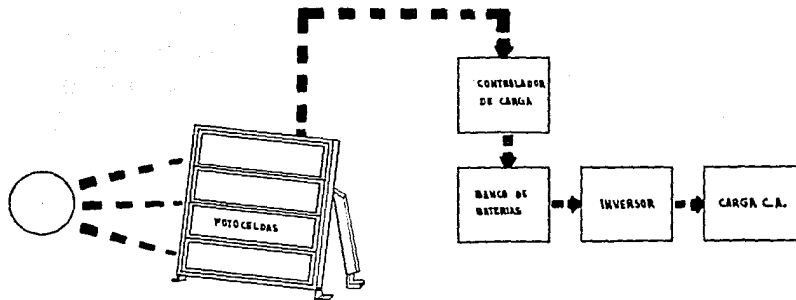 CONTROLADOR
DE CARGA
FOTOCELDAS
BANCO DE
BATERIAS
INVERSOR
CARGA C.A.